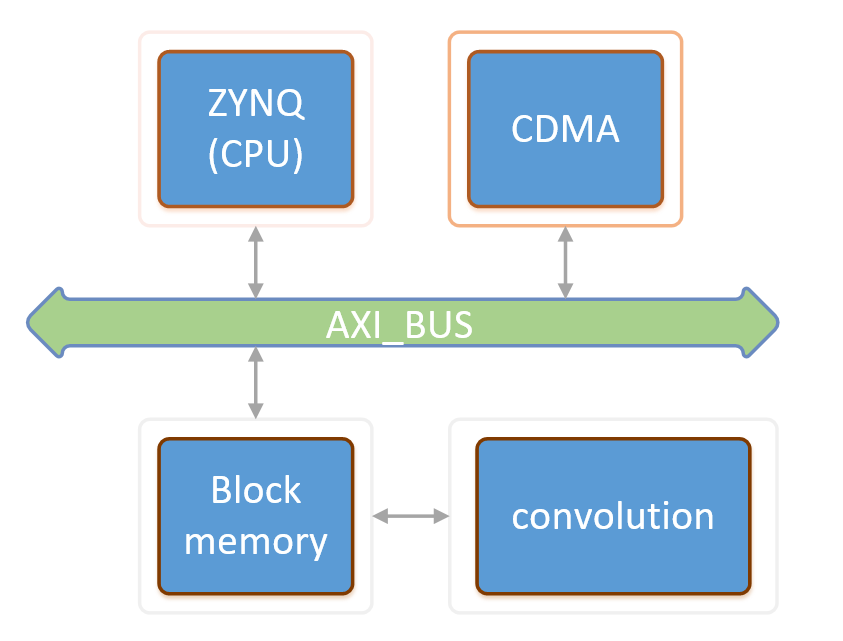 ZYNQ
(CPU)
CDMA
AXI_BUS
Block
memory
convolution